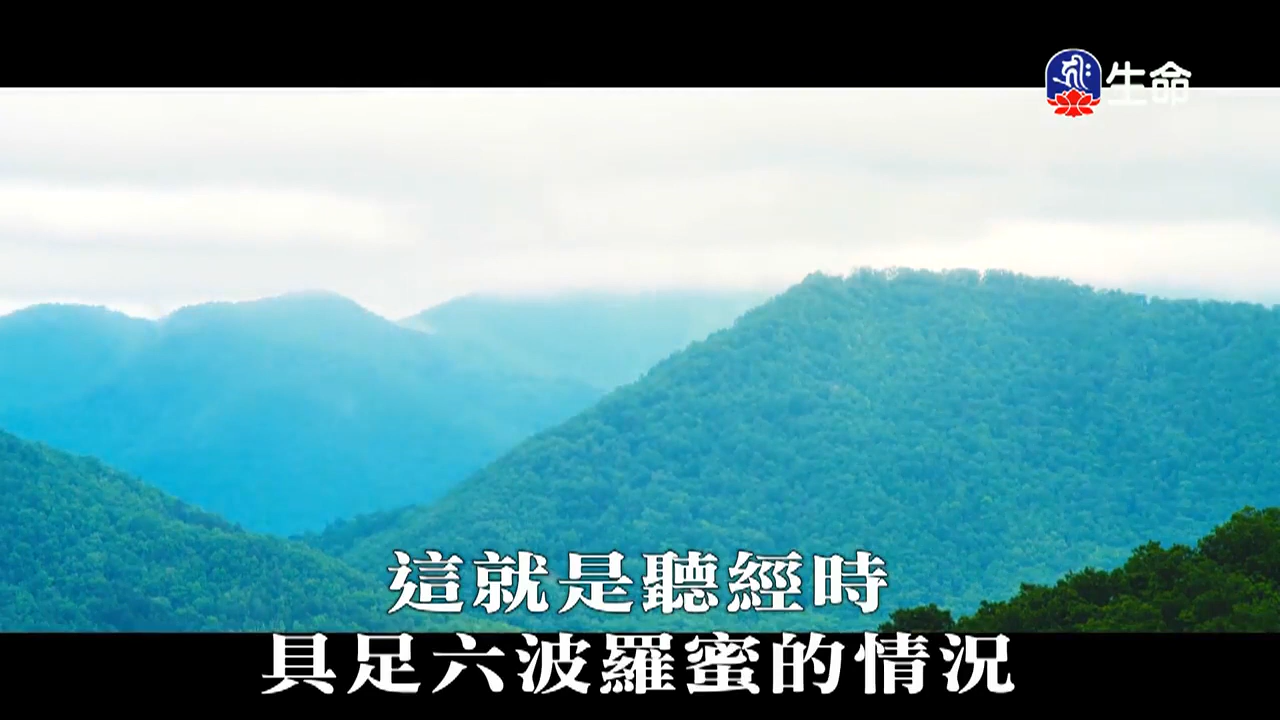 生命
這就是聽經時
具足六波羅蜜的情況